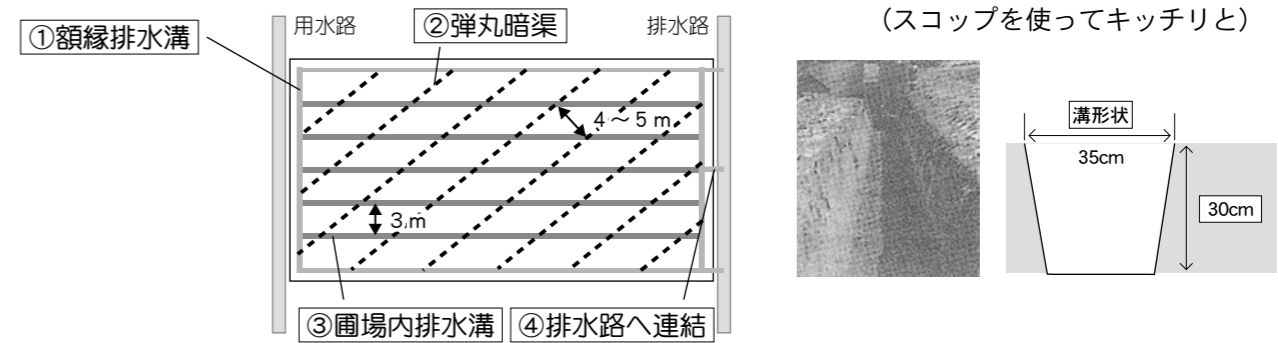 ①額縁排水溝
用水路
②弾丸暗渠
排水路
4～5 m
3 m
③圃場内排水溝
④排水路へ連結
（スコップを使ってキッチリと）
溝形状
35cm
30cm